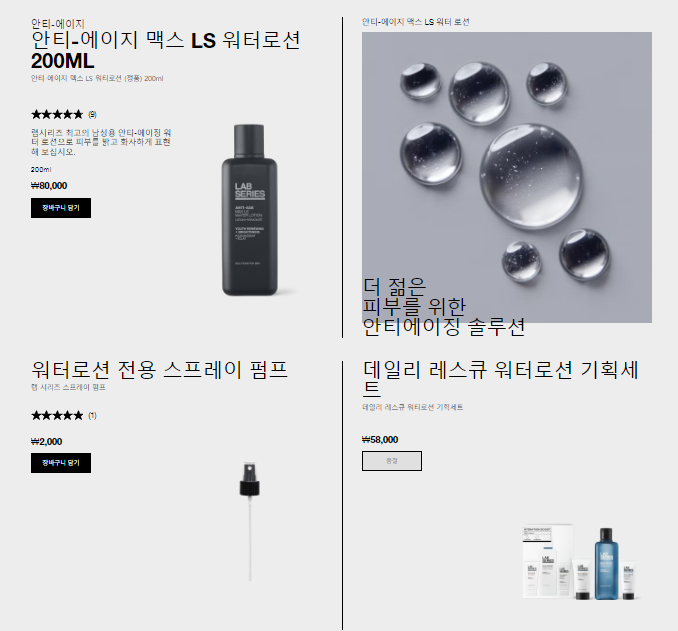 안티-에이지
안티-에이지 맥스 LS 워터로션
200ML
안티-에이지 맥스 LS 워터로션 (정품) 200ml
(9)
랩시리즈 최고의 남성용 안티-에이징 워
터 로션으로 피부를 밝고 화사하게 표현
해 보십시오.
200ml
₩80,000
장바구니 담기
LAB
SERIES
ANTI-AGE
MAX LS
WATER LOTION
안티-에이지 맥스 LS 워터 로션
더 젊은
피부를 위한
안티에이징 솔루션
워터로션 전용 스프레이 펌프
랩 시리즈 스프레이 펌프
(1)
₩2,000
장바구니 담기
데일리 레스큐 워터로션 기획세
트
데일리 레스큐 워터로션 기획세트
₩58,000
품절
LAB
SERIES